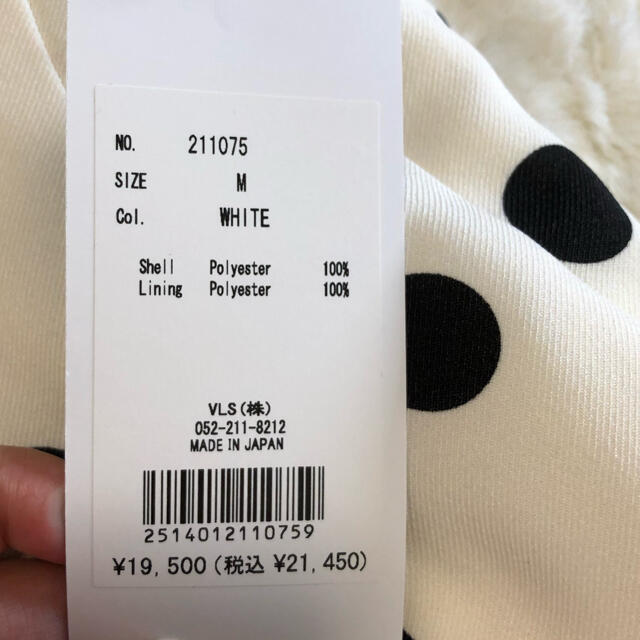 NO. 211075
SIZE M
Col. WHITE
Shell Polyester 100%
Lining Polyester 100%
VLS(株)
052-211-8212
MADE IN JAPAN
2514012110759
¥19,500(税込 ¥21,450)